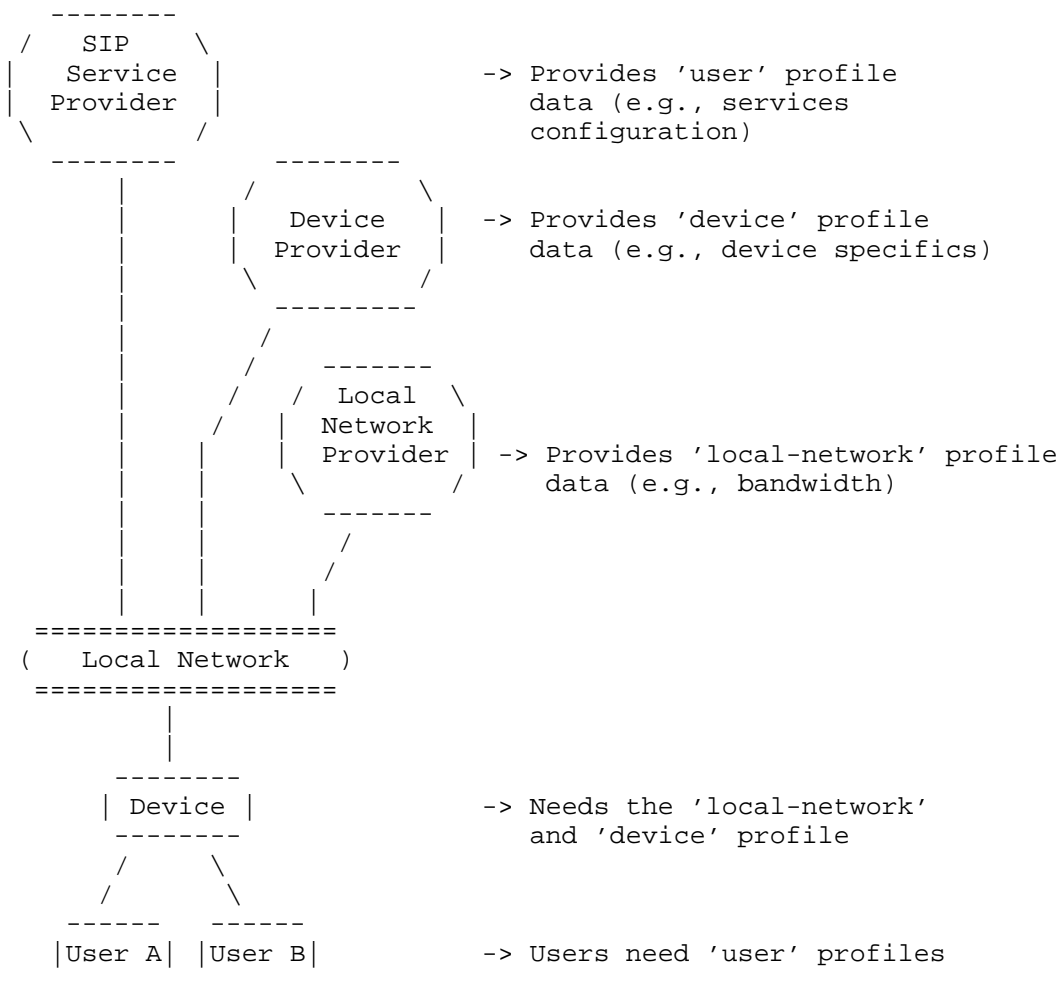 SIP
Service -> Provides 'user' profile
Provider data (e.g., services
configuration)
Device -> Provides 'device' profile
Provider data (e.g., device specifics)
Local
Network
Provider -> Provides 'local-network' profile
data (e.g., bandwidth)
( Local Network )
| Device | -> Needs the 'local-network'
and 'device' profile
|User A| |User B| -> Users need 'user' profiles